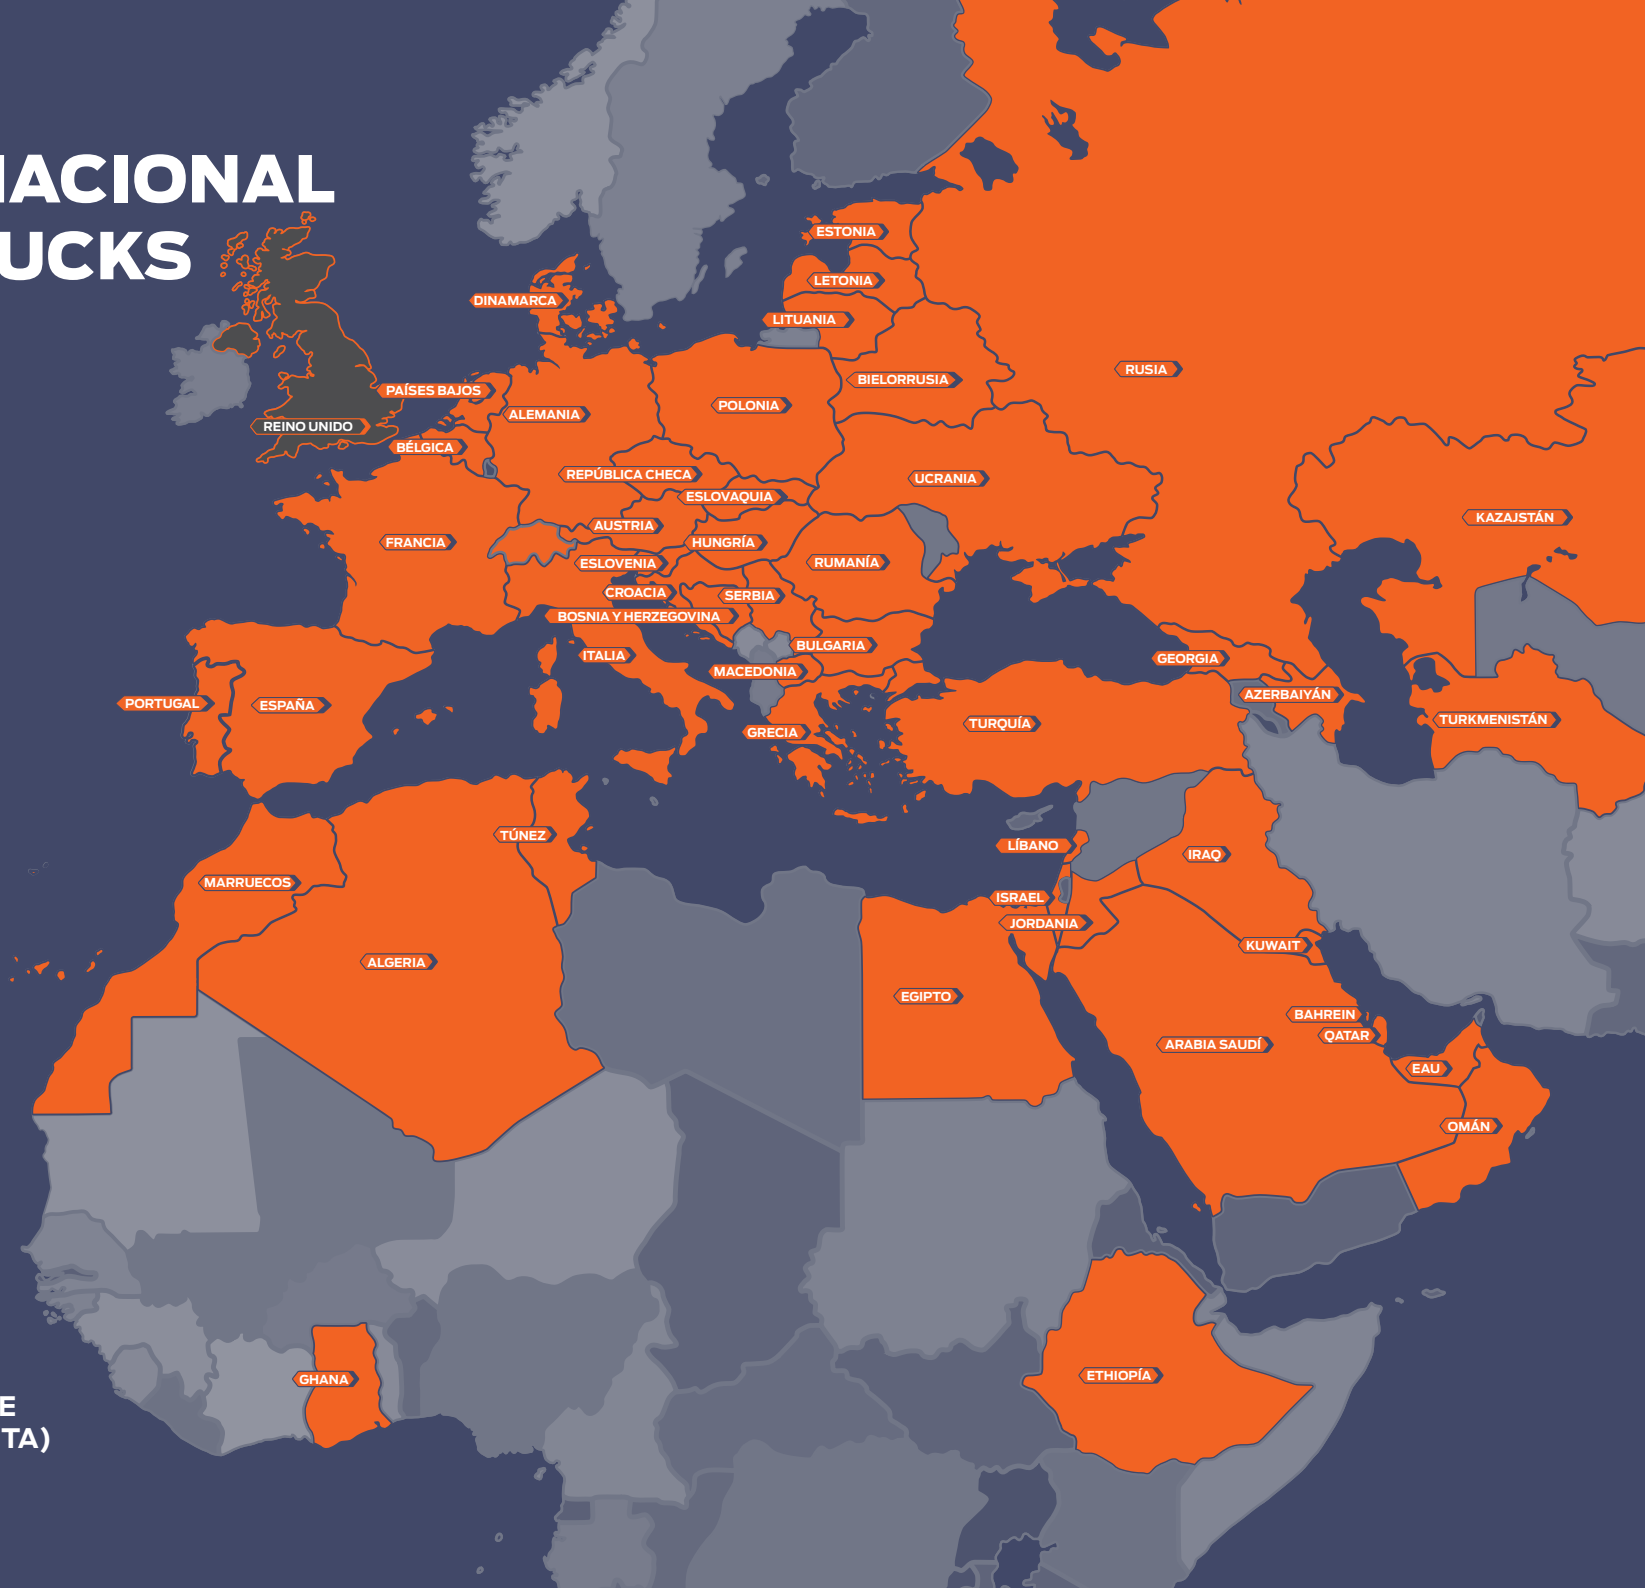 NACIONAL
UCKS
ESTONIA
LETONIA
DINAMARCA
LITUANIA
RUSIA
BIELORRUSIA
PAÍSES BAJOS
POLONIA
ALEMANIA
REINO UNIDO
BÉLGICA
REPÚBLICA CHECA
UCRANIA
ESLOVAQUIA
KAZAJSTÁN
AUSTRIA
FRANCIA
HUNGRÍA
ESLOVENIA
RUMANÍA
CROACIA
SERBIA
BOSNIA Y HERZEGOVINA
BULGARIA
ITALIA
GEORGIA
MACEDONIA
AZERBAIYÁN
PORTUGAL
ESPAÑA
TURKMENISTÁN
TURQUÍA
GRECIA
TÚNEZ
LÍBANO
IRAQ
MARRUECOS
ISRAEL
JORDANIA
KUWAIT
ALGERIA
EGIPTO
BAHREIN
QATAR
ARABIA SAUDÍ
EAU
OMÁN
ETHIOPÍA
GHANA
E
TA)